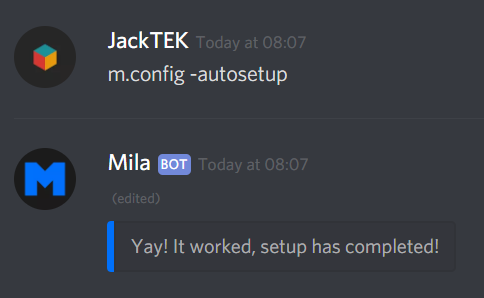 JackTEK Today at 08:07
m.config -autosetup
M
Mila BOT Today at 08:07
(edited)
Yay! It worked, setup has completed!